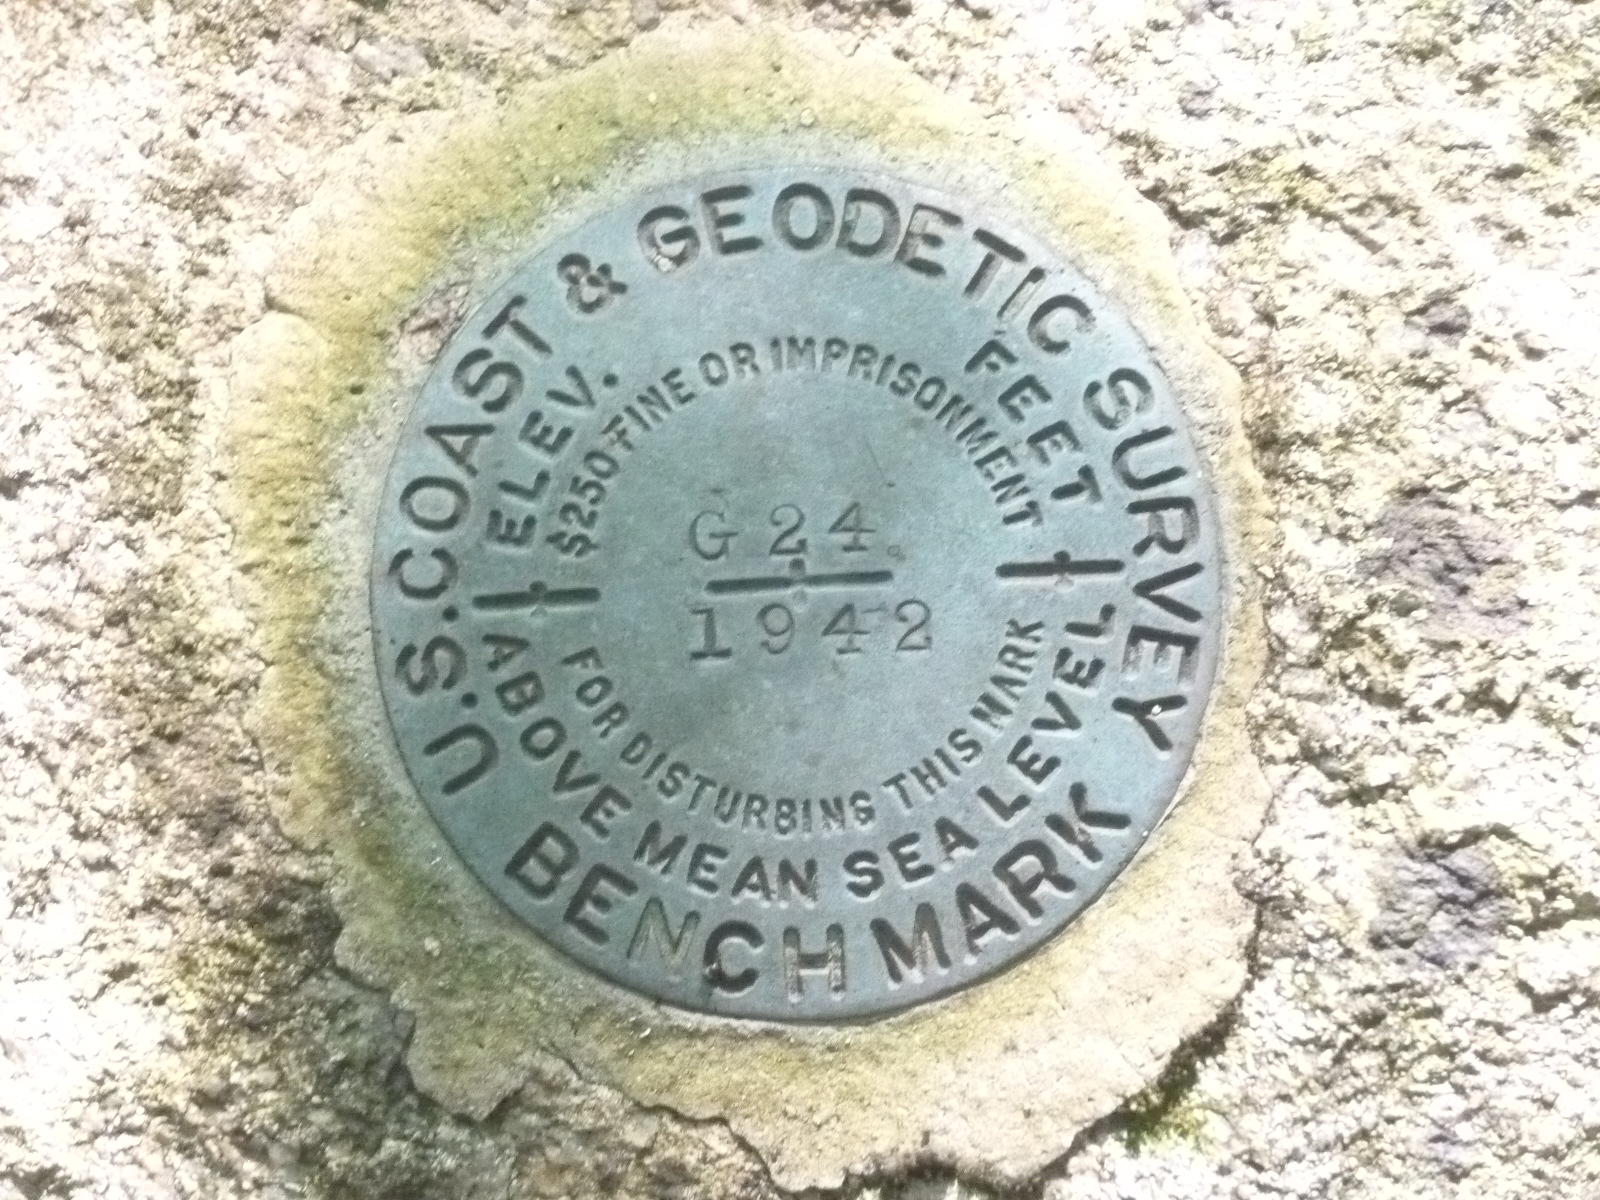 U.S. COAST & GEODETIC SURVEY
ELEV. FEET
$250 FINE OR IMPRISONMENT
G 24
1942
FOR DISTURBING THIS MARK
ABOVE MEAN SEA LEVEL
BENCH MARK